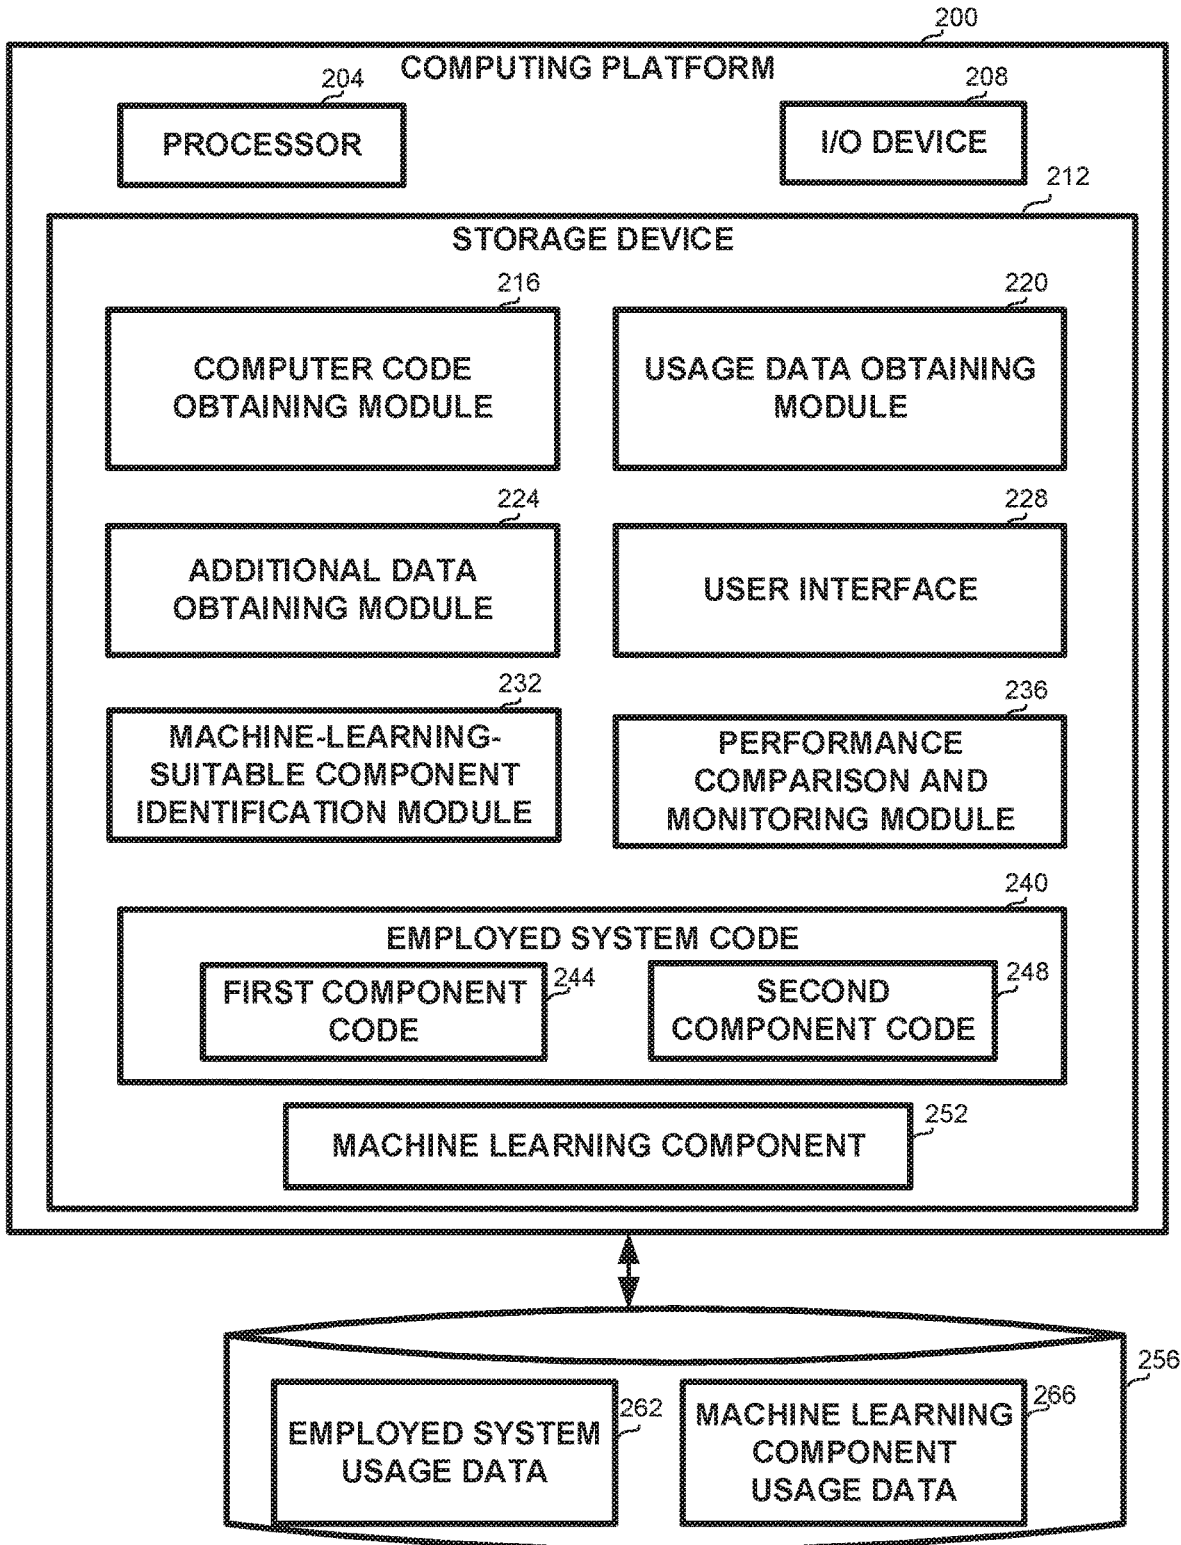 200
COMPUTING PLATFORM
204
208
PROCESSOR
I/O DEVICE
212
STORAGE DEVICE
216
220
COMPUTER CODE
OBTAINING MODULE
USAGE DATA OBTAINING
MODULE
224
228
ADDITIONAL DATA
OBTAINING MODULE
USER INTERFACE
232
236
MACHINE-LEARNING-
SUITABLE COMPONENT
IDENTIFICATION MODULE
PERFORMANCE
COMPARISON AND
MONITORING MODULE
240
EMPLOYED SYSTEM CODE
FIRST COMPONENT
CODE
244
SECOND
COMPONENT CODE
248
MACHINE LEARNING COMPONENT
252
256
EMPLOYED SYSTEM
USAGE DATA
262
MACHINE LEARNING
COMPONENT
USAGE DATA
266